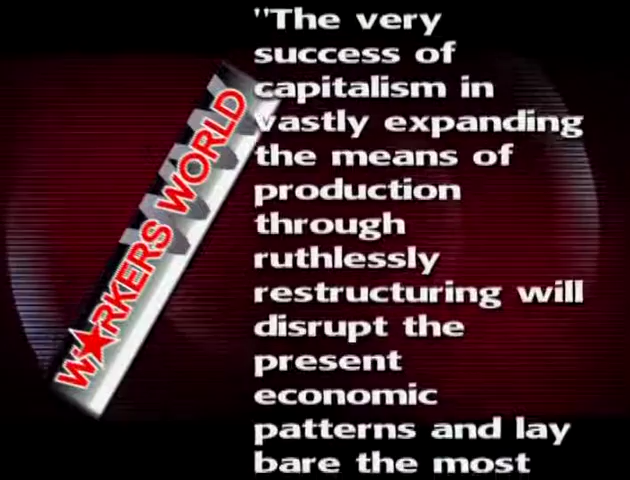 "The very
success of
capitalism in
vastly expanding
the means of
production
through
ruthlessly
restructuring will
disrupt the
present
economic
patterns and lay
bare the most
WORKERS WORLD